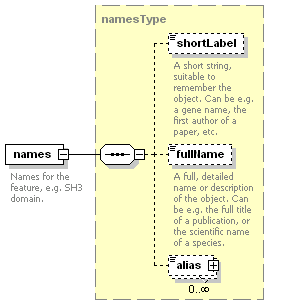 namesType
shortLabel
A short string,
suitable to
remember the
object. Can be e.g.
a gene name, the
first author of a
paper, etc.
names
Names for the
feature, e.g. SH3
domain.
fullName
A full, detailed
name or description
of the object. Can
be e.g. the full title
of a publication, or
the scientific name
of a species.
alias
0..∞